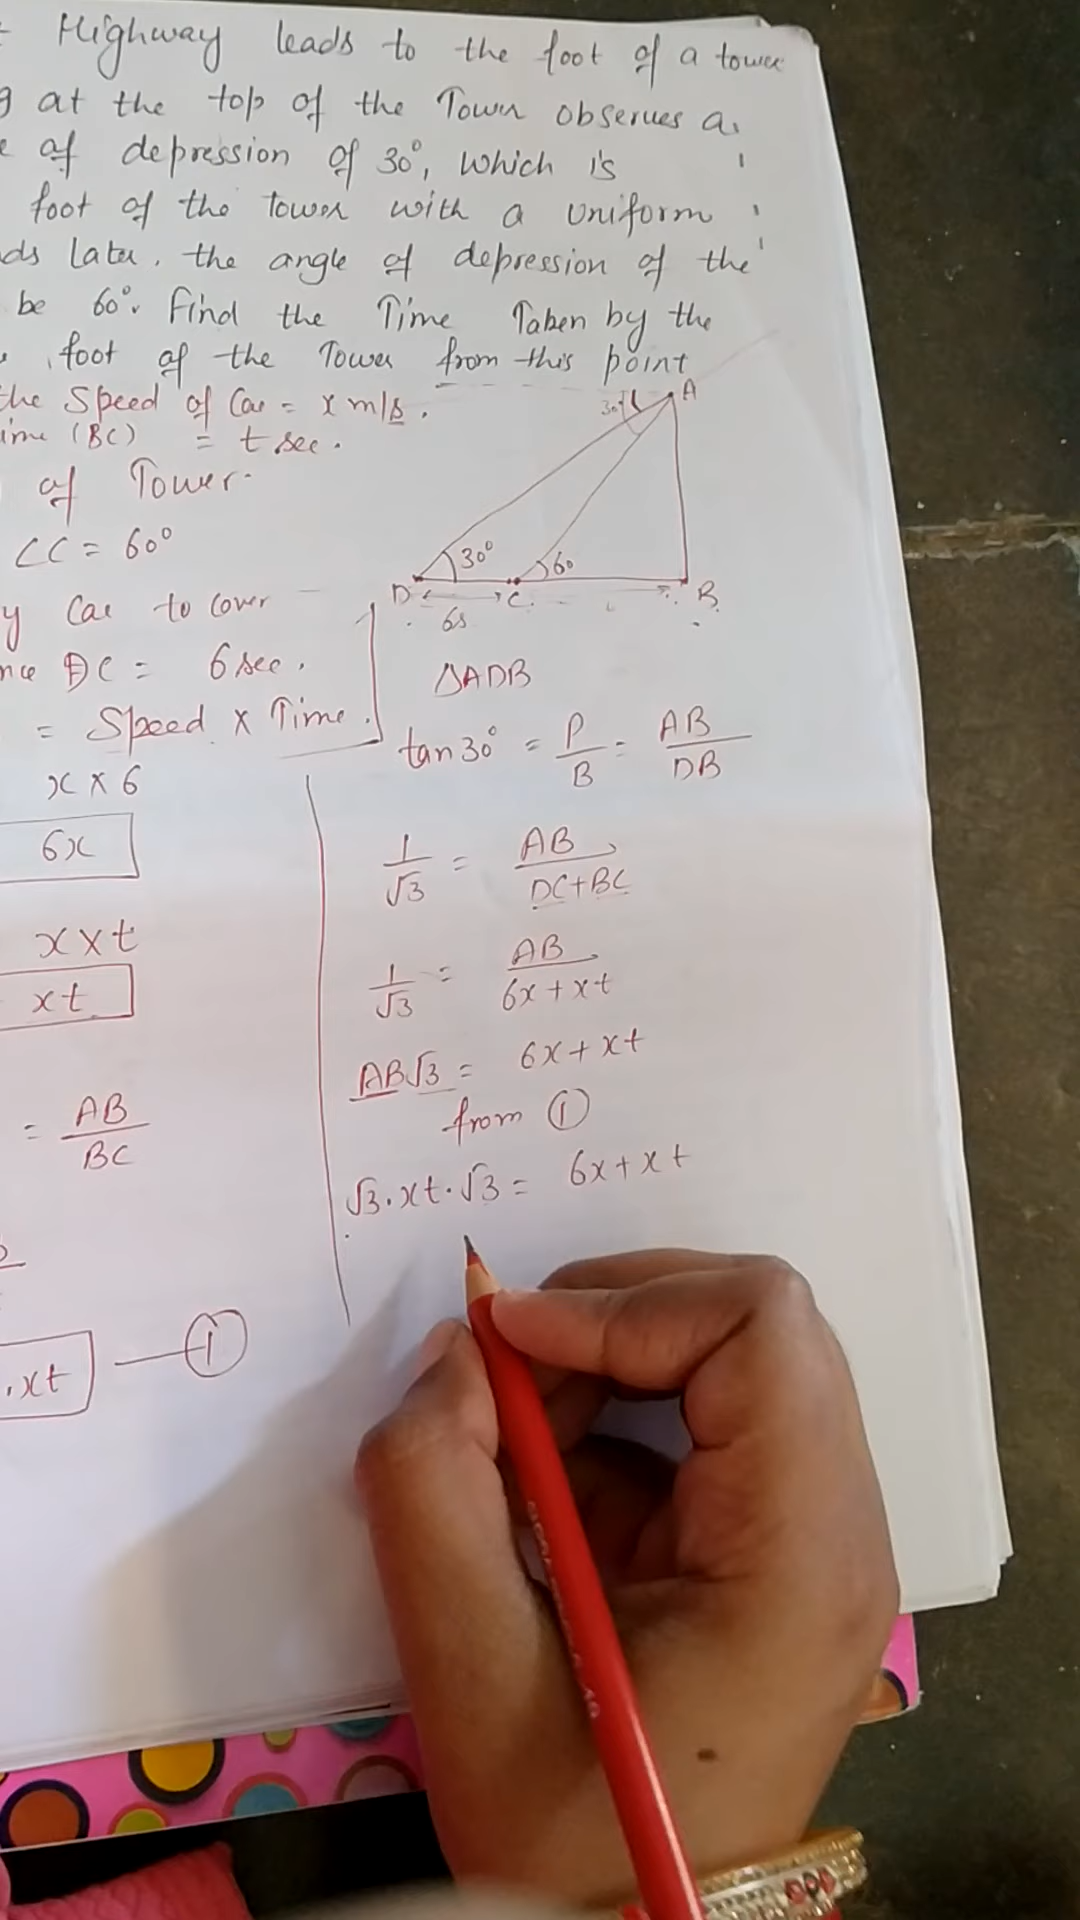 Highway leads to the foot of a tower
at the top of the Tower observes a
of depression of 30°, which is
foot of the tower with a uniform
ds later. the angle of depression of the
be 60°. Find the Time Taken by the
foot of the Tower from this point
the Speed of Car = x m/s.
ime (BC) = t sec.
of Tower.
∠C = 60°
y Car to cover
nce DC = 6 sec.
= Speed x Time.
x x 6
6x
x x t
xt
= AB/BC
.xt — ①
A
30°
30°
60
D
C
B
6s
△ADB
tan 30° = P/B = AB/DB
1/√3 = AB/DC+BC
1/√3 = AB/6x+xt
AB√3 = 6x+xt
from ①
√3.xt.√3 = 6x+xt